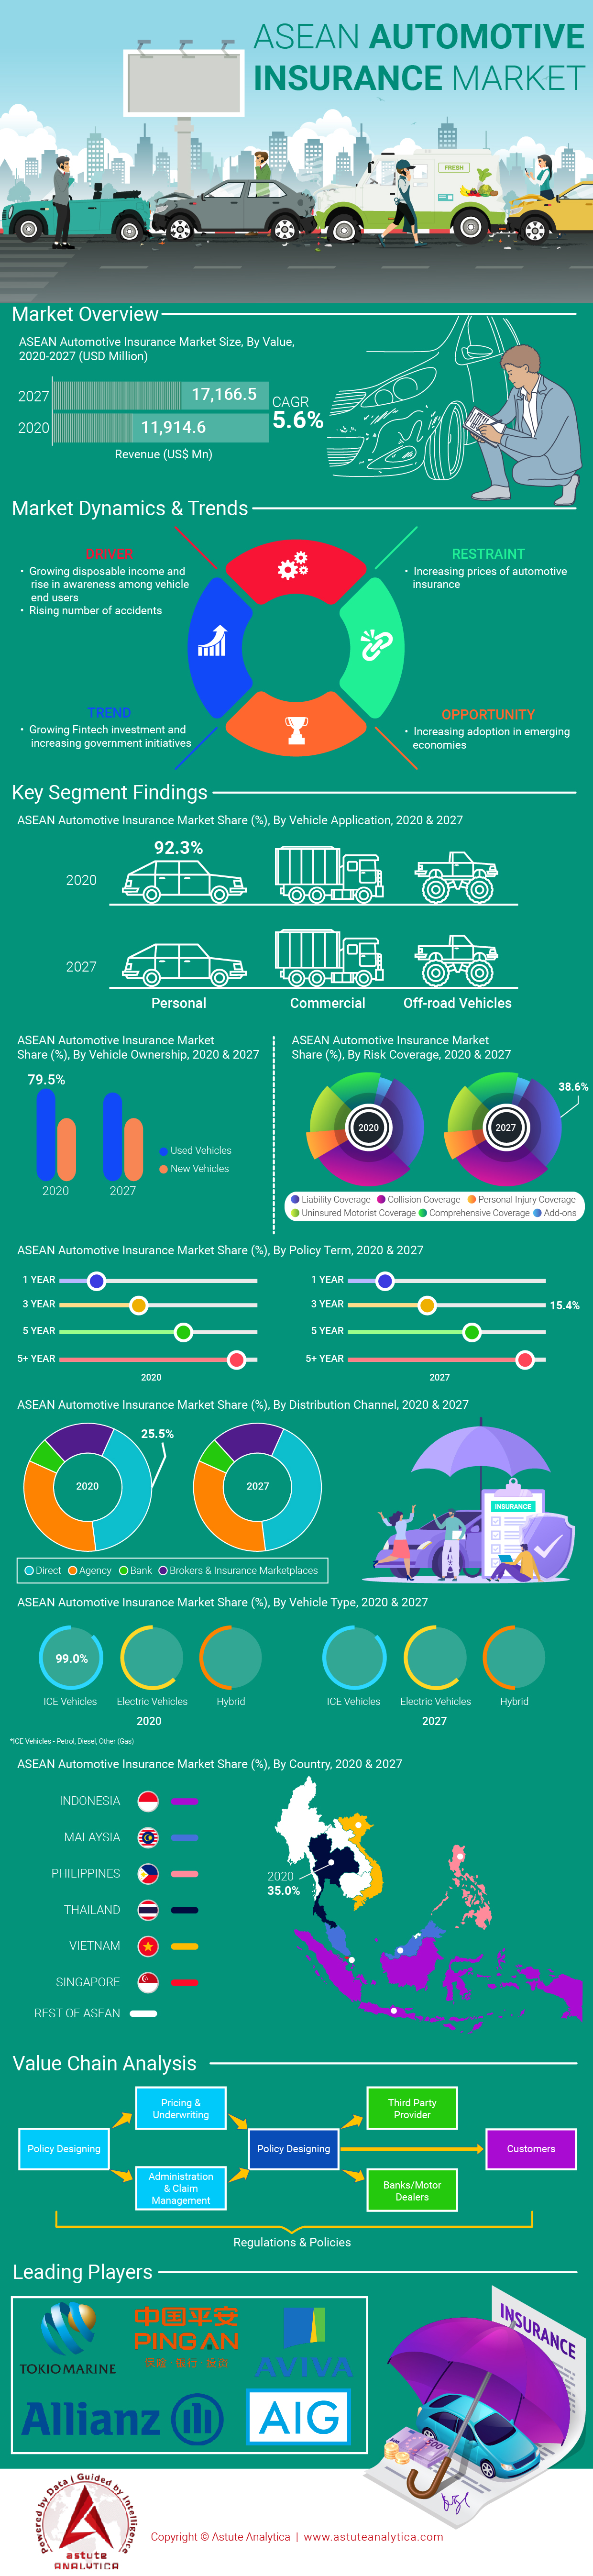 ASEAN AUTOMOTIVE
INSURANCE MARKET
FRESH
Market Overview
ASEAN Automotive Insurance Market Size, By Value,
2020-2027 (USD Million)
2027
17,166.5
2020
11,914.6
CAGR
5.6%
Revenue (US$ Mn)
Market Dynamics & Trends
DRIVER
• Growing disposable income and
rise in awareness among vehicle
end users
• Rising number of accidents
RESTRAINT
• Increasing prices of automotive
insurance
TREND
• Growing Fintech investment and
increasing government initiatives
OPPORTUNITY
• Increasing adoption in emerging
economies
Key Segment Findings
ASEAN Automotive Insurance Market Share (%), By Vehicle Application, 2020 & 2027
92.3%
2020
2027
Personal
Commercial
Off-road Vehicles
ASEAN Automotive Insurance Market
Share (%), By Vehicle Ownership, 2020 & 2027
79.5%
Used Vehicles
New Vehicles
2020
2027
ASEAN Automotive Insurance Market
Share (%), By Risk Coverage, 2020 & 2027
38.6%
2020
2027
Liability Coverage Collision Coverage Personal Injury Coverage
Uninsured Motorist Coverage Comprehensive Coverage Add-ons
ASEAN Automotive Insurance Market Share (%), By Policy Term, 2020 & 2027
1 YEAR
3 YEAR
5 YEAR
5+ YEAR
2020
1 YEAR
3 YEAR
15.4%
5 YEAR
5+ YEAR
2027
ASEAN Automotive Insurance Market Share (%), By Distribution Channel, 2020 & 2027
25.5%
2020
2027
Direct Agency Bank Brokers & Insurance Marketplaces
INSURANCE
ASEAN Automotive Insurance Market Share (%), By Vehicle Type, 2020 & 2027
99.0%
ICE Vehicles
Electric Vehicles
Hybrid
2020
ICE Vehicles
Electric Vehicles
Hybrid
2027
*ICE Vehicles - Petrol, Diesel, Other (Gas)
ASEAN Automotive Insurance Market Share (%), By Country, 2020 & 2027
INDONESIA
MALAYSIA
PHILIPPINES
THAILAND
VIETNAM
SINGAPORE
REST OF ASEAN
2020
35.0%
Value Chain Analysis
Policy Designing
Pricing &
Underwriting
Administration
& Claim
Management
Policy Designing
Third Party
Provider
Banks/Motor
Dealers
Customers
Regulations & Policies
Leading Players
TOKIO MARINE
中国平安
PING AN
保险·银行·投资
AVIVA
Allianz
AIG
INSURANCE
500
Powered by Data | Guided by Intelligence
astute
ANALYTICA
Copyright © Astute Analytica | www.astuteanalytica.com